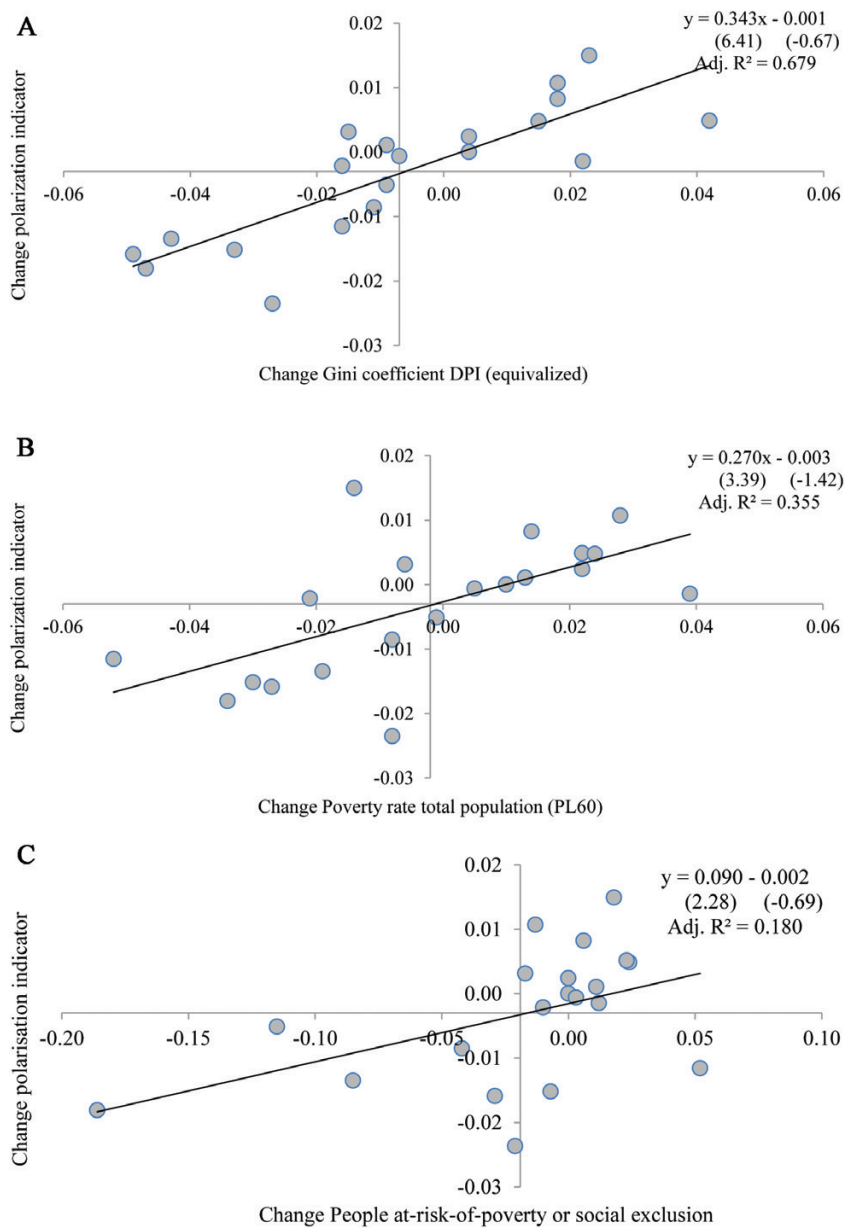 A
Change polarization indicator
y = 0.343x - 0.001
(6.41) (-0.67)
Adj. R² = 0.679
0.02
0.01
0.00
-0.01
-0.02
-0.03
-0.06 -0.04 -0.02 0.00 0.02 0.04 0.06
Change Gini coefficient DPI (equivalized)
B
Change polarization indicator
y = 0.270x - 0.003
(3.39) (-1.42)
Adj. R² = 0.355
0.02
0.01
0.00
-0.01
-0.02
-0.03
-0.06 -0.04 -0.02 0.00 0.02 0.04 0.06
Change Poverty rate total population (PL60)
C
Change polarisation indicator
y = 0.090 - 0.002
(2.28) (-0.69)
Adj. R² = 0.180
0.02
0.01
0.00
-0.01
-0.02
-0.03
-0.20 -0.15 -0.10 -0.05 0.00 0.05 0.10
Change People at-risk-of-poverty or social exclusion